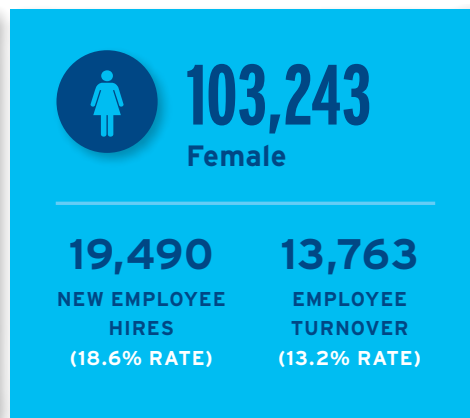 103,243
Female
19,490
NEW EMPLOYEE
HIRES
(18.6% RATE)
13,763
EMPLOYEE
TURNOVER
(13.2% RATE)